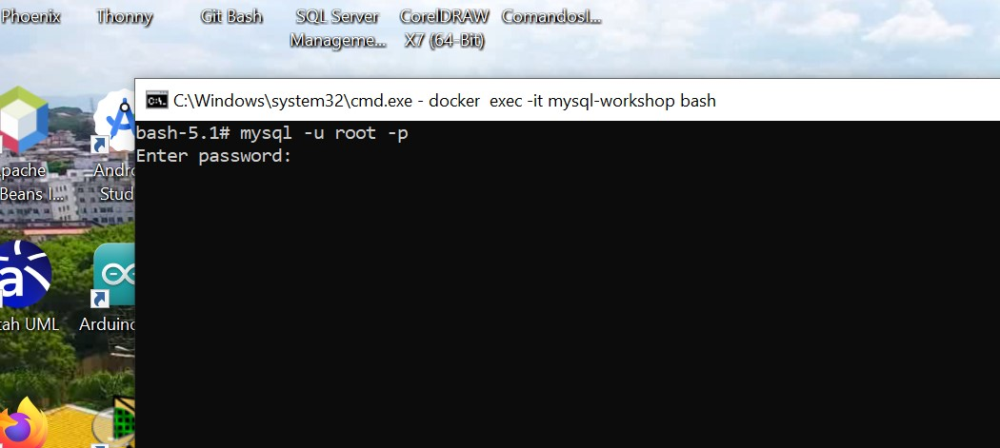 Phoenix
Thonny
Git Bash
SQL Server
Manageme...
CorelDRAW
X7 (64-Bit)
ComandosI...
C:\Windows\system32\cmd.exe - docker  exec -it mysql-workshop bash
bash-5.1# mysql -u root -p
Enter password:
pache
Beans I...
Andro
Stud
tah UML
Arduino